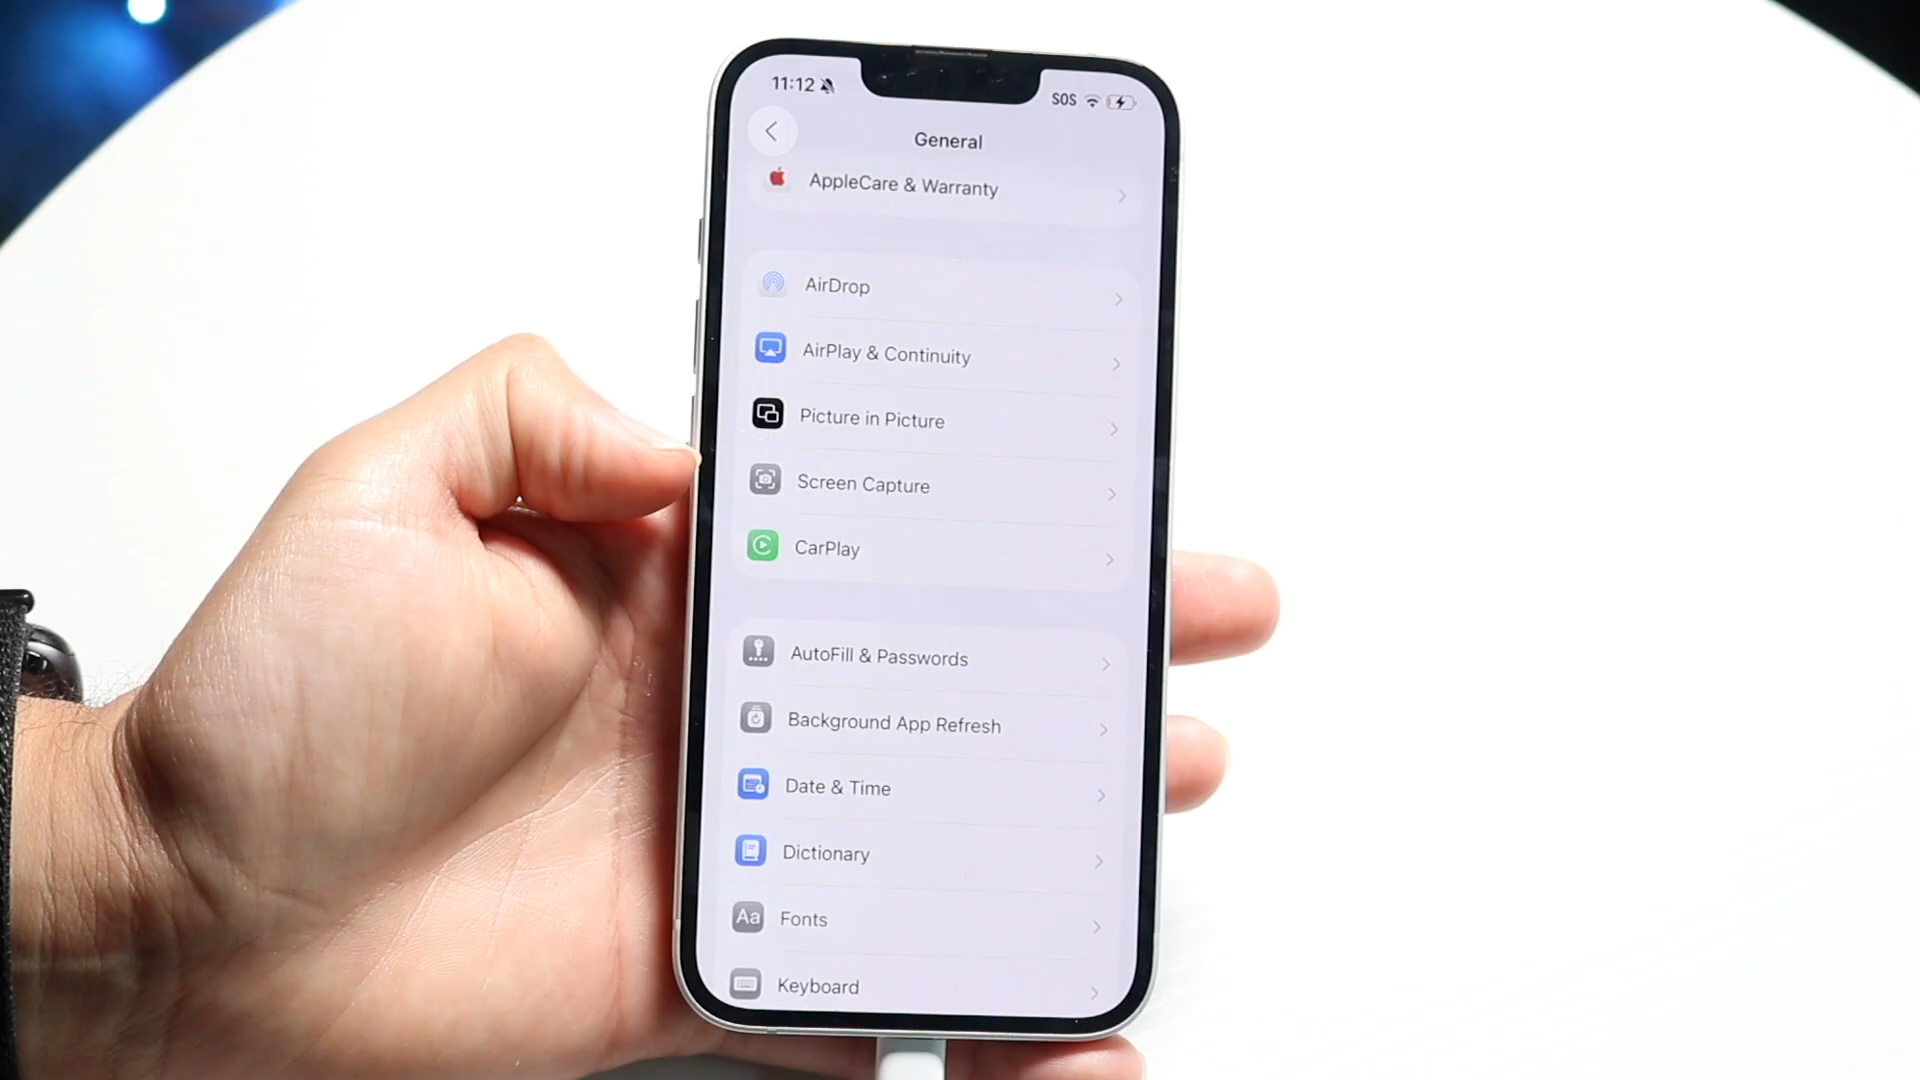 11:12
SOS
General
AppleCare & Warranty
AirDrop
AirPlay & Continuity
Picture in Picture
Screen Capture
CarPlay
AutoFill & Passwords
Background App Refresh
Date & Time
Dictionary
Aa Fonts
Keyboard